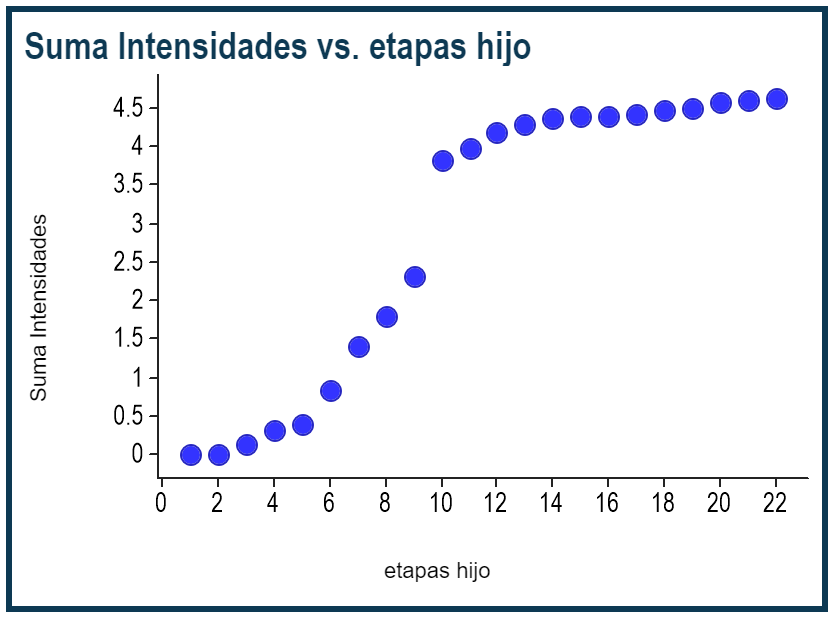 Suma Intensidades vs. etapas hijo
Suma Intensidades
4.5
4
3.5
3
2.5
2
1.5
1
0.5
0
0 2 4 6 8 10 12 14 16 18 20 22
etapas hijo